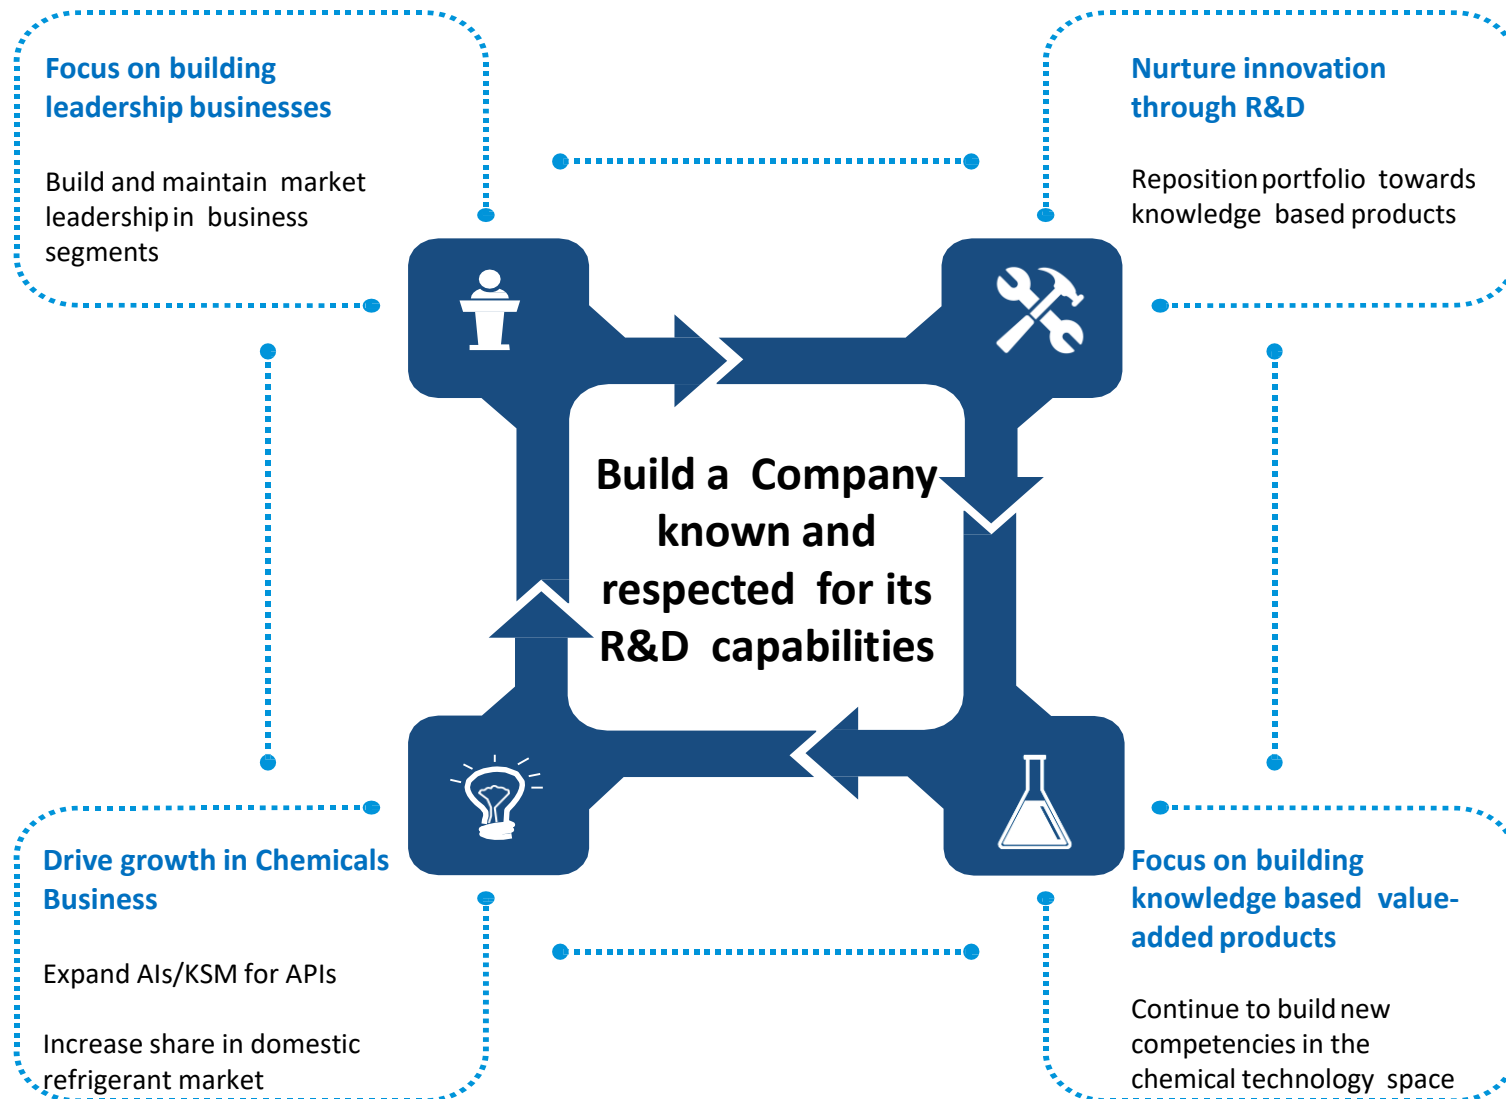 Focus on building
leadership businesses
Build and maintain market
leadership in business
segments
Nurture innovation
through R&D
Reposition portfolio towards
knowledge based products
Build a Company
known and
respected for its
R&D capabilities
Drive growth in Chemicals
Business
Expand AIs/KSM for APIs
Increase share in domestic
refrigerant market
Focus on building
knowledge based value-
added products
Continue to build new
competencies in the
chemical technology space